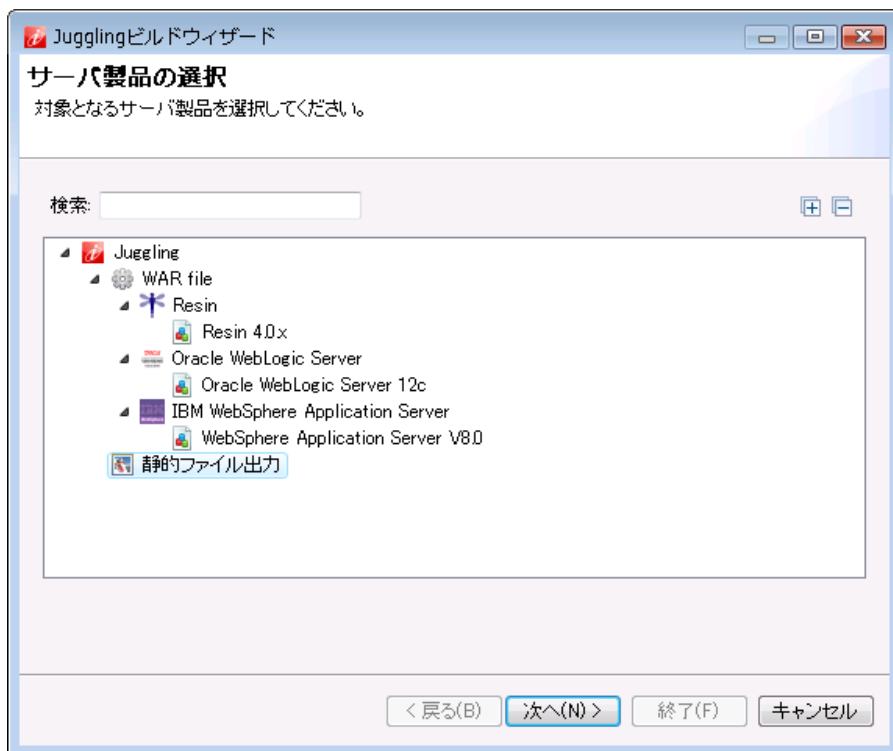 Jugglingビルドウィザード
サーバ製品の選択
対象となるサーバ製品を選択してください。
検索:
Juggling
WAR file
Resin
Resin 4.0.x
Oracle WebLogic Server
Oracle WebLogic Server 12c
IBM WebSphere Application Server
WebSphere Application Server V8.0
静的ファイル出力
< 戻る(B) 次へ(N) > 終了(F) キャンセル